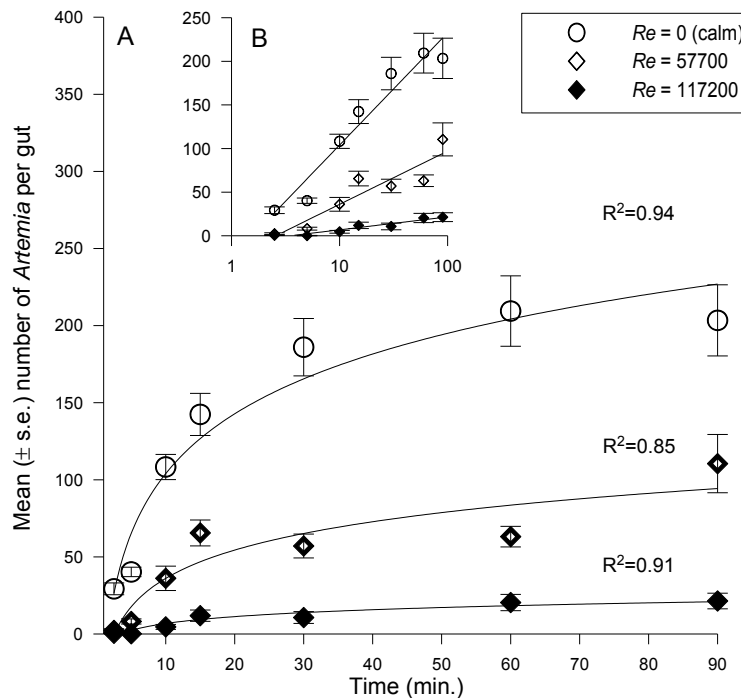 A
B
Re = 0 (calm)
Re = 57700
Re = 117200
400
350
300
250
200
150
100
50
0
250
200
150
100
50
0
1 10 100
R²=0.94
R²=0.85
R²=0.91
10 20 30 40 50 60 70 80 90
Time (min.)
Mean (± s.e.) number of Artemia per gut